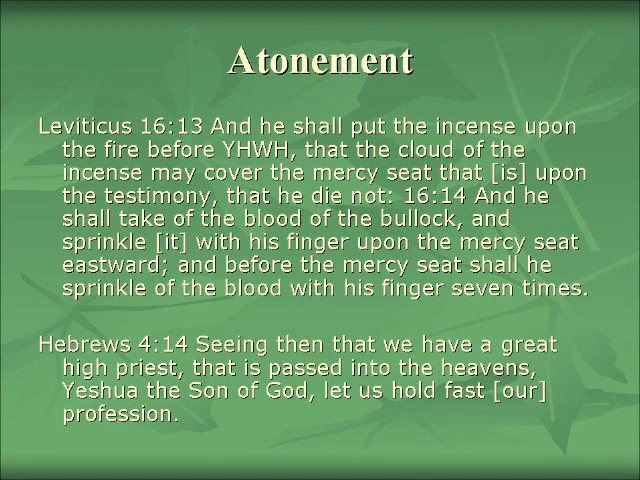 Atonement
Leviticus 16:13 And he shall put the incense upon
the fire before YHWH, that the cloud of the
incense may cover the mercy seat that [is] upon
the testimony, that he die not: 16:14 And he
shall take of the blood of the bullock, and
sprinkle [it] with his finger upon the mercy seat
eastward; and before the mercy seat shall he
sprinkle of the blood with his finger seven times.
Hebrews 4:14 Seeing then that we have a great
high priest, that is passed into the heavens,
Yeshua the Son of God, let us hold fast [our]
profession.